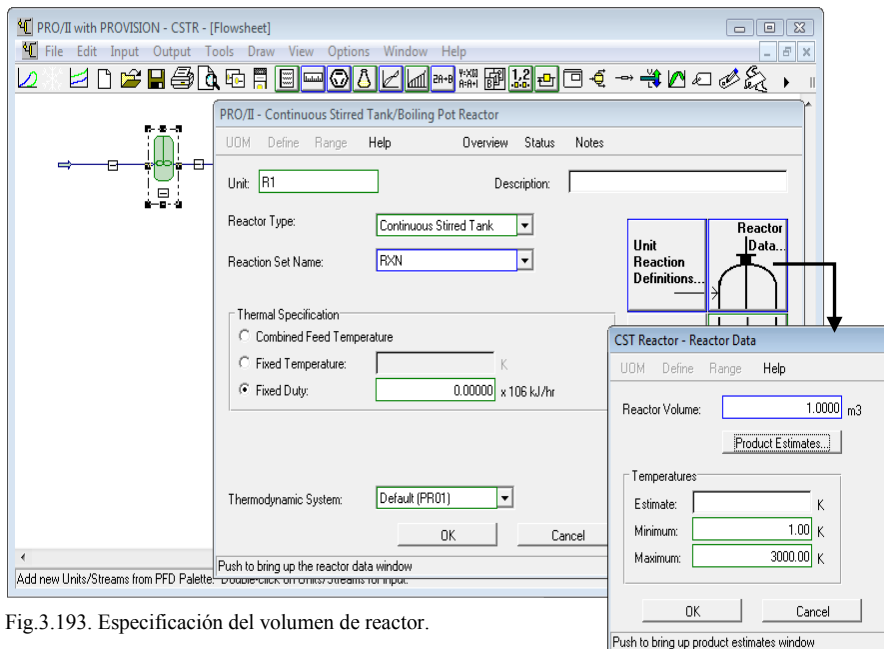 PRO/II with PROVISION - CSTR - [Flowsheet]
File Edit Input Output Tools Draw View Options Window Help
PRO/II - Continuous Stirred Tank/Boiling Pot Reactor
UOM Define Range Help Overview Status Notes
Unit: R1 Description:
Reactor Type: Continuous Stirred Tank
Reaction Set Name: RXN
Unit Reaction Definitions...
Reactor Data...
Thermal Specification
Combined Feed Temperature
Fixed Temperature: K
Fixed Duty: 0.00000 x 106 kJ/hr
Thermodynamic System: Default (PR01)
OK Cancel
Push to bring up the reactor data window
Add new Units/Streams from PFD Palette. Double-click on Units/Streams for input.
CST Reactor - Reactor Data
UOM Define Range Help
Reactor Volume: 1.0000 m3
Product Estimates...
Temperatures
Estimate: K
Minimum: 1.00 K
Maximum: 3000.00 K
OK Cancel
Push to bring up product estimates window
Fig.3.193. Especificación del volumen de reactor.